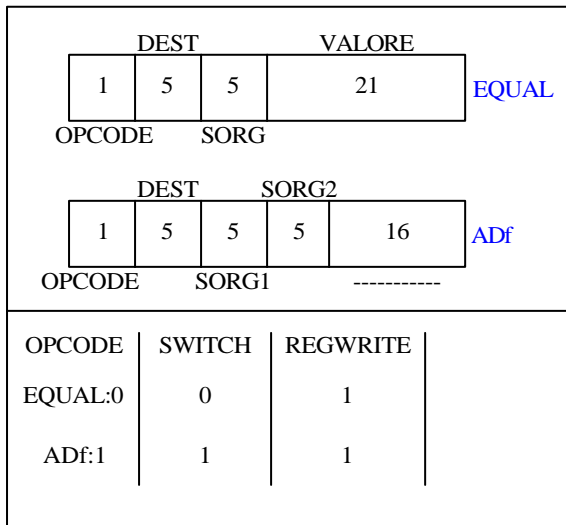 DEST VALORE
1 5 5 21 EQUAL
OPCODE SORG
DEST SORG2
1 5 5 5 16 ADf
OPCODE SORG1 -----------
OPCODE SWITCH REGWRITE
EQUAL:0 0 1
ADf:1 1 1